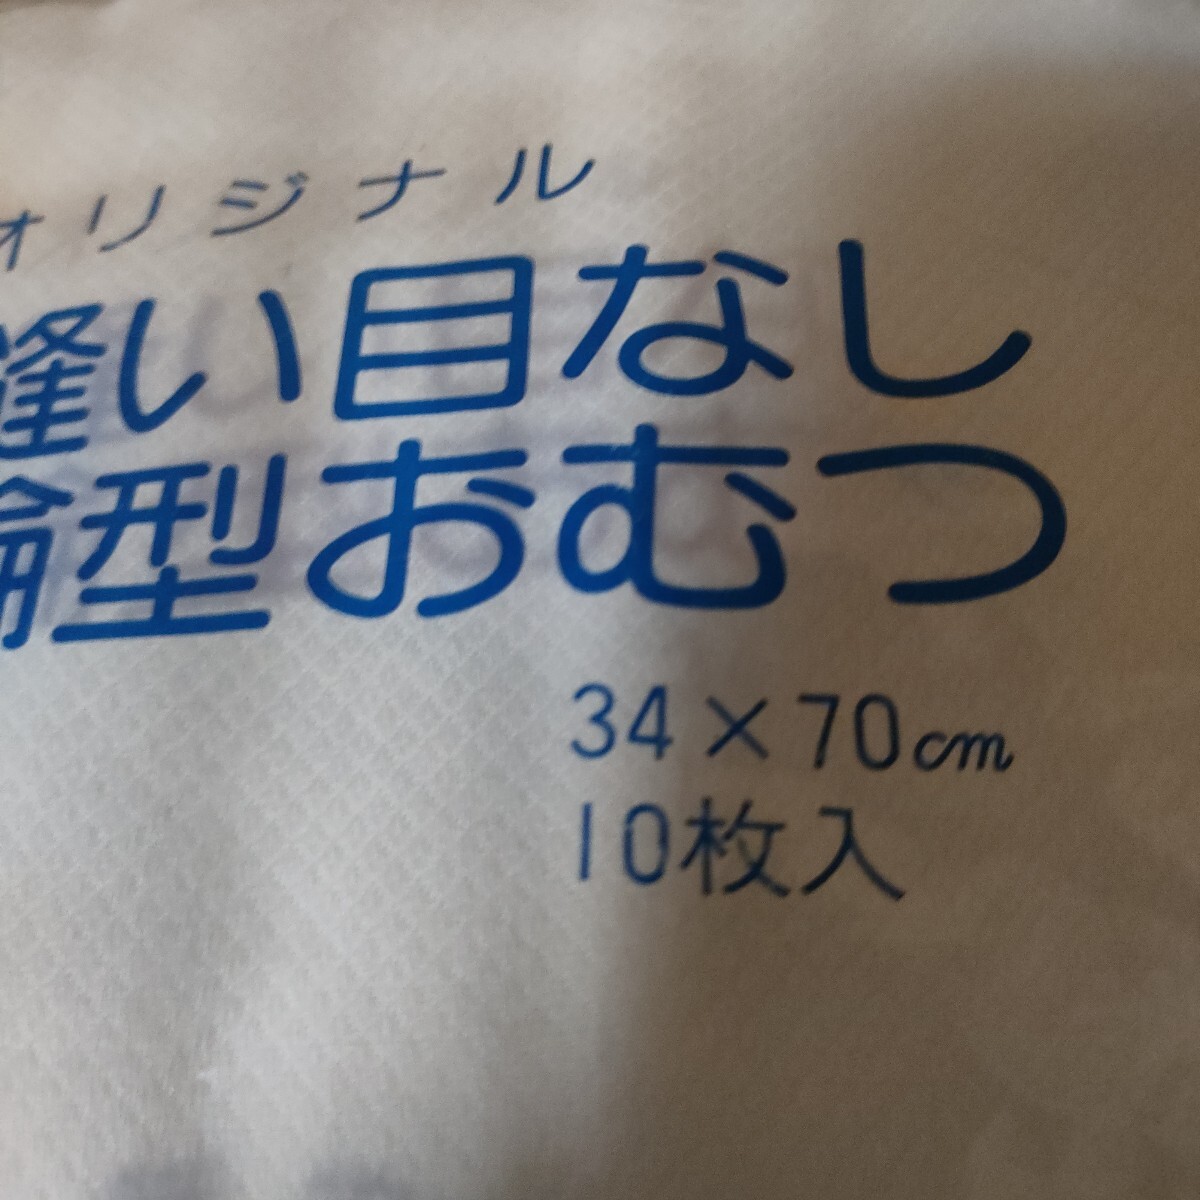 オリジナル
縫い目なし
輪型おむつ
34×70cm
10枚入